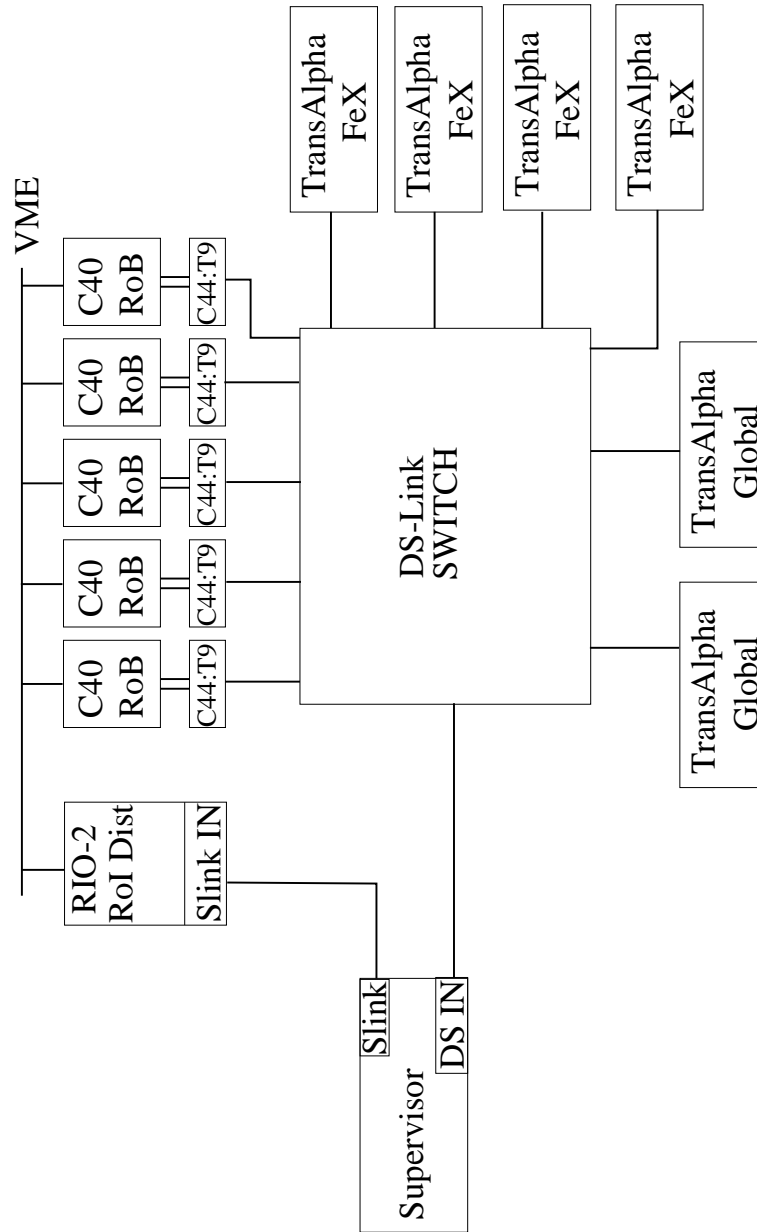 VME
RIO-2
RoI Dist
Slink IN
C40
RoB
C44:T9
C40
RoB
C44:T9
C40
RoB
C44:T9
C40
RoB
C44:T9
C40
RoB
C44:T9
Supervisor
Slink
DS IN
DS-Link
SWITCH
TransAlpha
FeX
TransAlpha
FeX
TransAlpha
FeX
TransAlpha
FeX
TransAlpha
Global
TransAlpha
Global